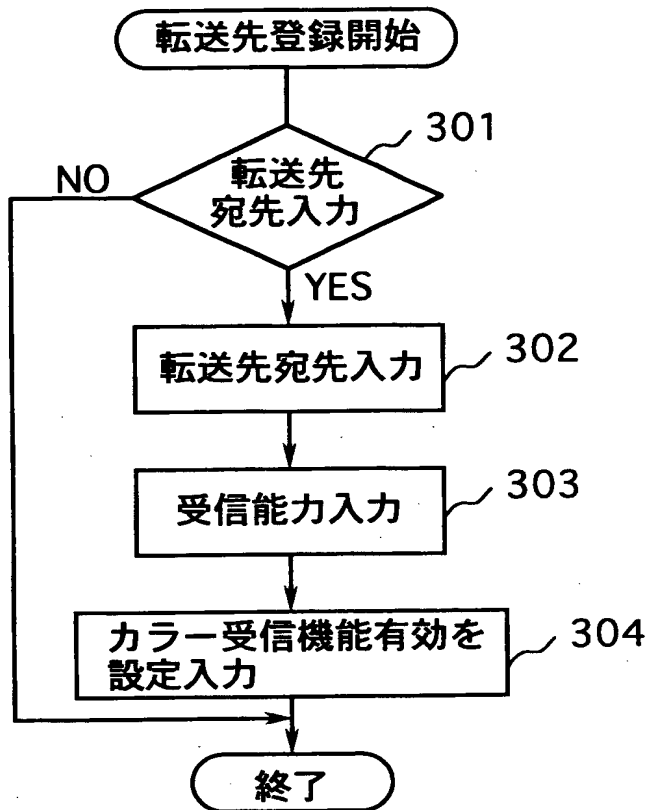 転送先登録開始
301
転送先
宛先入力
NO
YES
転送先宛先入力
302
受信能力入力
303
カラー受信機能有効を
設定入力
304
終了